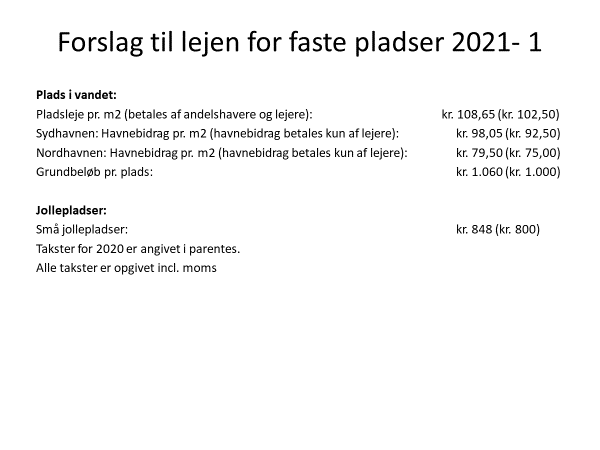 Forslag til lejen for faste pladser 2021- 1
Plads i vandet:
Pladsleje pr. m2 (betales af andelshavere og lejere): kr. 108,65 (kr. 102,50)
Sydhavnen: Havnebidrag pr. m2 (havnebidrag betales kun af lejere): kr. 98,05 (kr. 92,50)
Nordhavnen: Havnebidrag pr. m2 (havnebidrag betales kun af lejere): kr. 79,50 (kr. 75,00)
Grundbeløb pr. plads: kr. 1.060 (kr. 1.000)
Jollepladser:
Små jollepladser: kr. 848 (kr. 800)
Takster for 2020 er angivet i parentes.
Alle takster er opgivet incl. moms